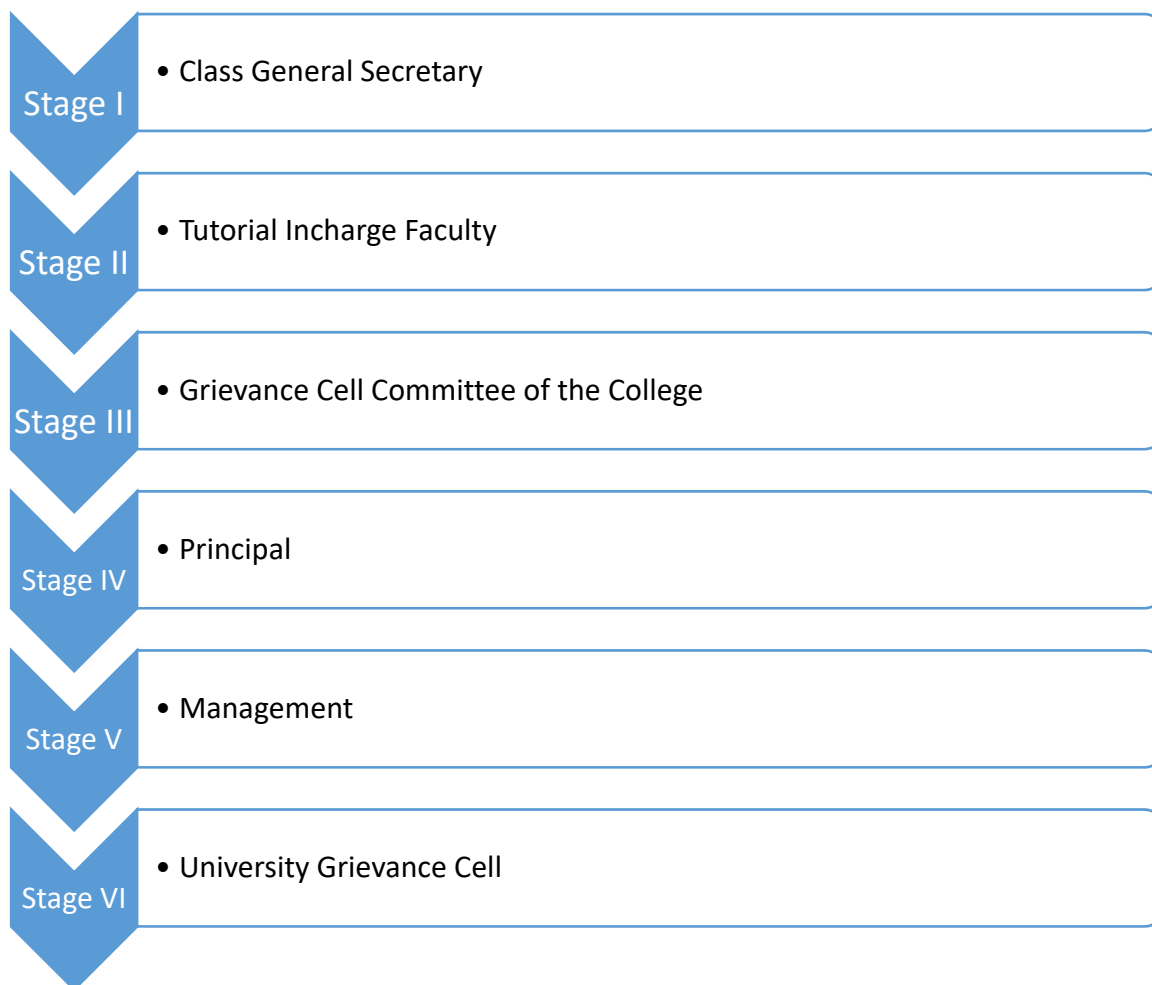 Stage I
• Class General Secretary
Stage II
• Tutorial Incharge Faculty
Stage III
• Grievance Cell Committee of the College
Stage IV
• Principal
Stage V
• Management
Stage VI
• University Grievance Cell